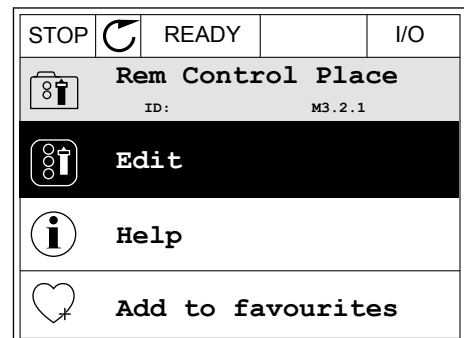 STOP READY I/O
Rem Control Place
ID: M3.2.1
Edit
Help
Add to favourites